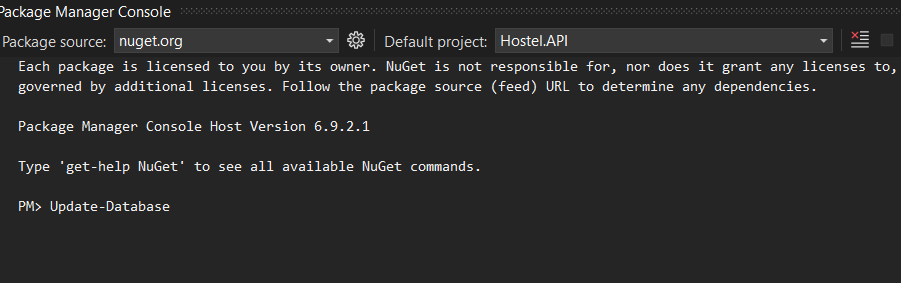 Package Manager Console
Package source: nuget.org Default project: Hostel.API
Each package is licensed to you by its owner. NuGet is not responsible for, nor does it grant any licenses to,
governed by additional licenses. Follow the package source (feed) URL to determine any dependencies.
Package Manager Console Host Version 6.9.2.1
Type 'get-help NuGet' to see all available NuGet commands.
PM> Update-Database